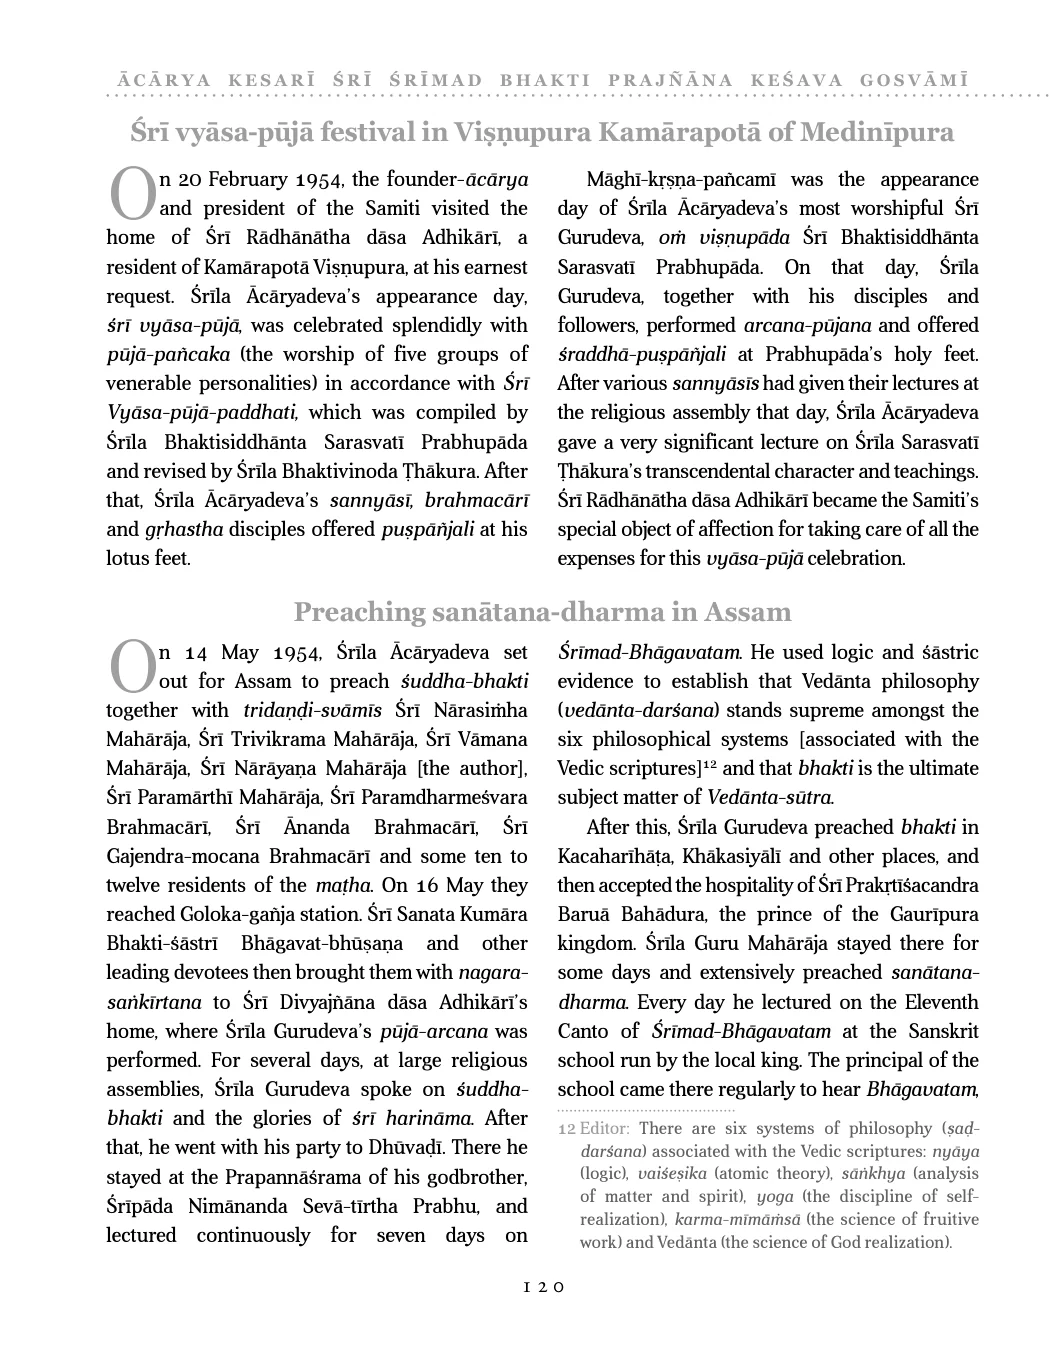 ĀCĀRYA KESARĪ ŚRĪ ŚRĪMAD BHAKTI PRAJÑĀNA KEŚAVA GOSVĀMĪ
Śrī vyāsa-pūjā festival in Viṣṇupura Kamārapotā of Medinīpura
On 20 February 1954, the founder-ācārya
and president of the Samiti visited the
home of Śrī Rādhānātha dāsa Adhikārī, a
resident of Kamārapotā Viṣṇupura, at his earnest
request. Śrīla Ācāryadeva’s appearance day,
śrī vyāsa-pūjā, was celebrated splendidly with
pūjā-pañcaka (the worship of five groups of
venerable personalities) in accordance with Śrī
Vyāsa-pūjā-paddhati, which was compiled by
Śrīla Bhaktisiddhānta Sarasvatī Prabhupāda
and revised by Śrīla Bhaktivinoda Ṭhākura. After
that, Śrīla Ācāryadeva’s sannyāsī, brahmacārī
and gṛhastha disciples offered puṣpāñjali at his
lotus feet.
Māghī-kṛṣṇa-pañcamī was the appearance
day of Śrīla Ācāryadeva’s most worshipful Śrī
Gurudeva, oṁ viṣṇupāda Śrī Bhaktisiddhānta
Sarasvatī Prabhupāda. On that day, Śrīla
Gurudeva, together with his disciples and
followers, performed arcana-pūjana and offered
śraddhā-puṣpāñjali at Prabhupāda’s holy feet.
After various sannyāsīs had given their lectures at
the religious assembly that day, Śrīla Ācāryadeva
gave a very significant lecture on Śrīla Sarasvatī
Ṭhākura’s transcendental character and teachings.
Śrī Rādhānātha dāsa Adhikārī became the Samiti’s
special object of affection for taking care of all the
expenses for this vyāsa-pūjā celebration.
Preaching sanātana-dharma in Assam
On 14 May 1954, Śrīla Ācāryadeva set
out for Assam to preach śuddha-bhakti
together with tridaṇḍi-svāmīs Śrī Nārasiṁha
Mahārāja, Śrī Trivikrama Mahārāja, Śrī Vāmana
Mahārāja, Śrī Nārāyaṇa Mahārāja [the author],
Śrī Paramārthī Mahārāja, Śrī Paramdharmeśvara
Brahmacārī, Śrī Ānanda Brahmacārī, Śrī
Gajendra-mocana Brahmacārī and some ten to
twelve residents of the maṭha. On 16 May they
reached Goloka-gañja station. Śrī Sanata Kumāra
Bhakti-śāstrī Bhāgavat-bhūṣaṇa and other
leading devotees then brought them with nagara-
saṅkīrtana to Śrī Divyajñāna dāsa Adhikārī’s
home, where Śrīla Gurudeva’s pūjā-arcana was
performed. For several days, at large religious
assemblies, Śrīla Gurudeva spoke on śuddha-
bhakti and the glories of śrī harināma. After
that, he went with his party to Dhūvaḍī. There he
stayed at the Prapannāśrama of his godbrother,
Śrīpāda Nimānanda Sevā-tīrtha Prabhu, and
lectured continuously for seven days on
Śrīmad-Bhāgavatam. He used logic and śāstric
evidence to establish that Vedānta philosophy
(vedānta-darśana) stands supreme amongst the
six philosophical systems [associated with the
Vedic scriptures]12 and that bhakti is the ultimate
subject matter of Vedānta-sūtra.
After this, Śrīla Gurudeva preached bhakti in
Kacaharīhāṭa, Khākasiyālī and other places, and
then accepted the hospitality of Śrī Prakṛtīśacandra
Baruā Bahādura, the prince of the Gaurīpura
kingdom. Śrīla Guru Mahārāja stayed there for
some days and extensively preached sanātana-
dharma. Every day he lectured on the Eleventh
Canto of Śrīmad-Bhāgavatam at the Sanskrit
school run by the local king. The principal of the
school came there regularly to hear Bhāgavatam,
12 Editor: There are six systems of philosophy (ṣaḍ-
darśana) associated with the Vedic scriptures: nyāya
(logic), vaiśeṣika (atomic theory), sāṅkhya (analysis
of matter and spirit), yoga (the discipline of self-
realization), karma-mīmāṁsā (the science of fruitive
work) and Vedānta (the science of God realization).
120